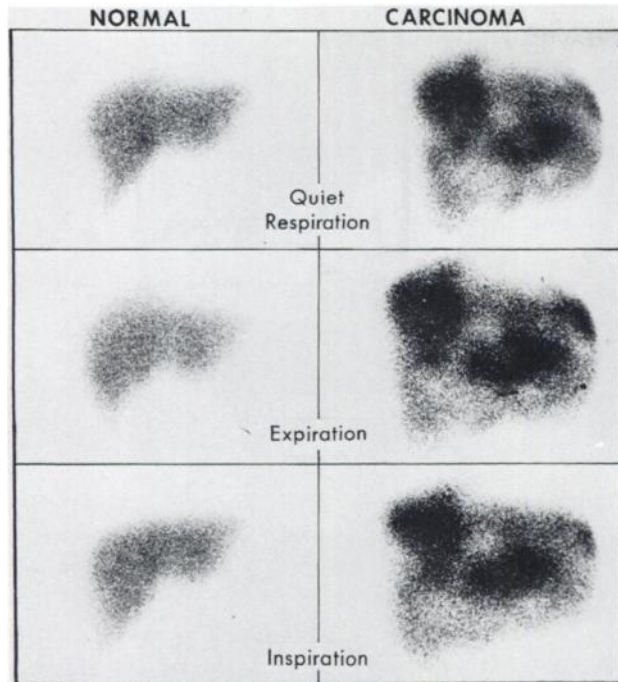 NORMAL
CARCINOMA
Quiet
Respiration
Expiration
Inspiration